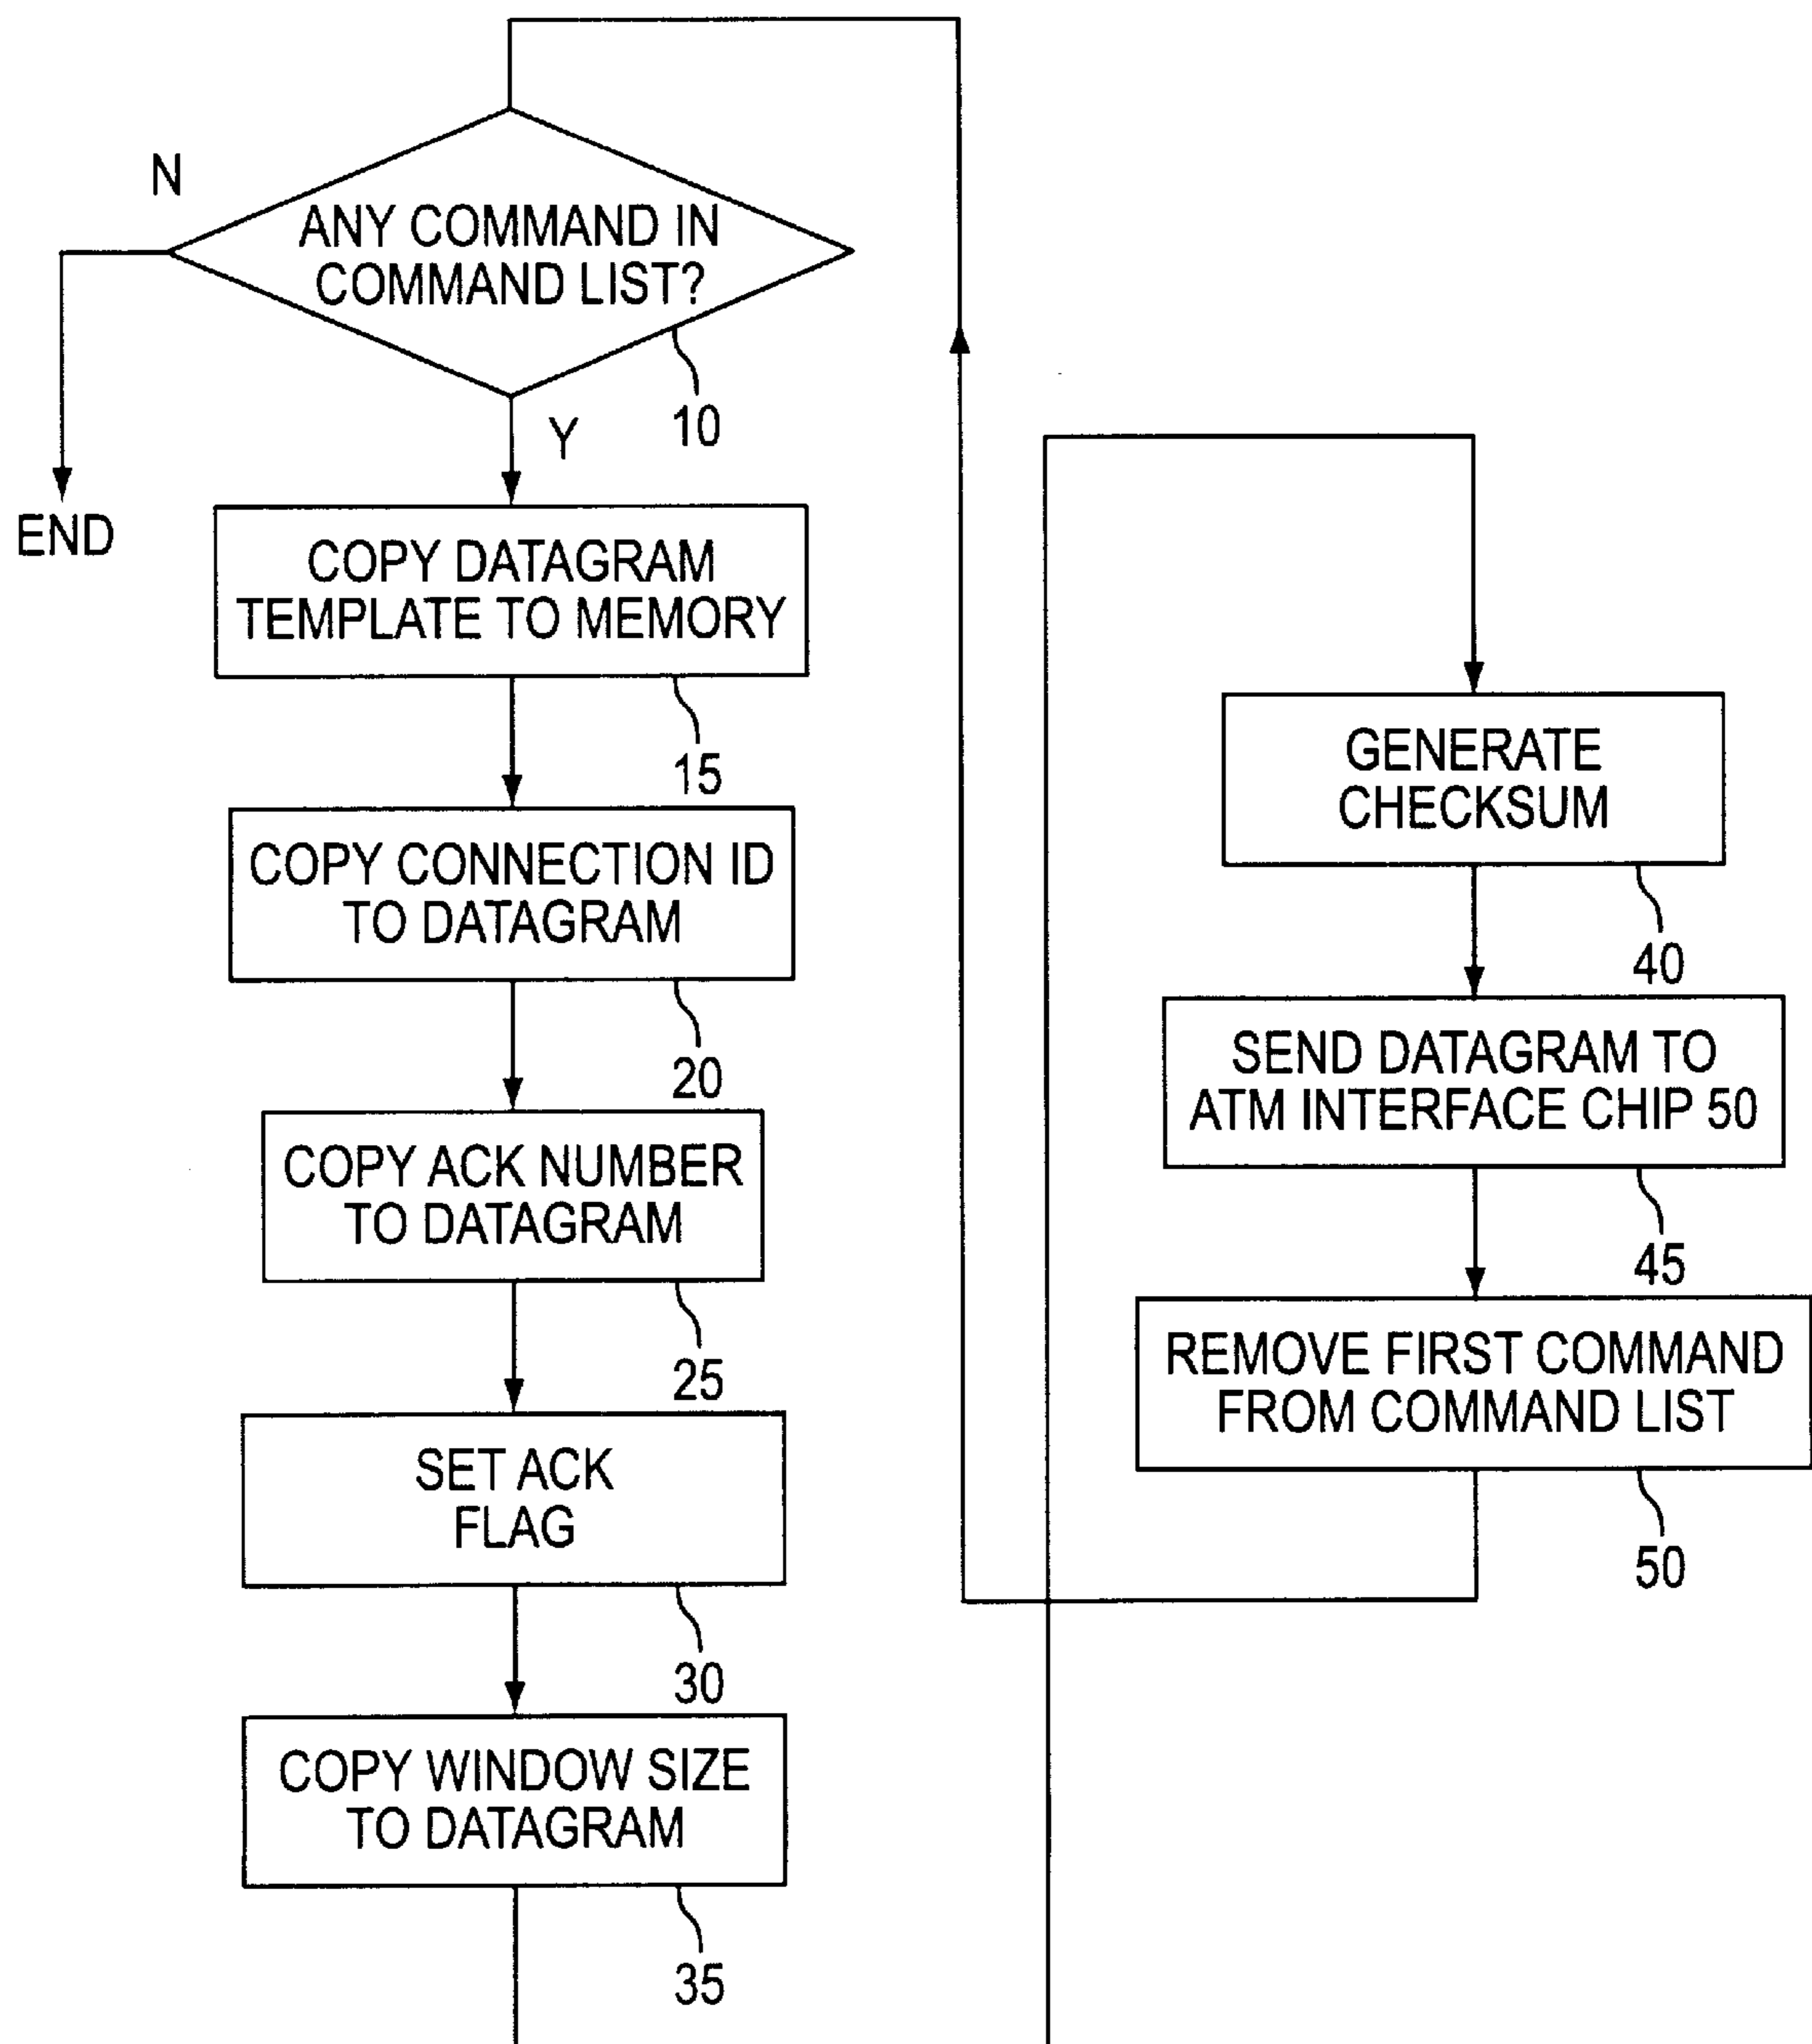 N
ANY COMMAND IN
COMMAND LIST?
10
Y
END
COPY DATAGRAM
TEMPLATE TO MEMORY
15
COPY CONNECTION ID
TO DATAGRAM
20
COPY ACK NUMBER
TO DATAGRAM
25
SET ACK
FLAG
30
COPY WINDOW SIZE
TO DATAGRAM
35
GENERATE
CHECKSUM
40
SEND DATAGRAM TO
ATM INTERFACE CHIP 50
45
REMOVE FIRST COMMAND
FROM COMMAND LIST
50